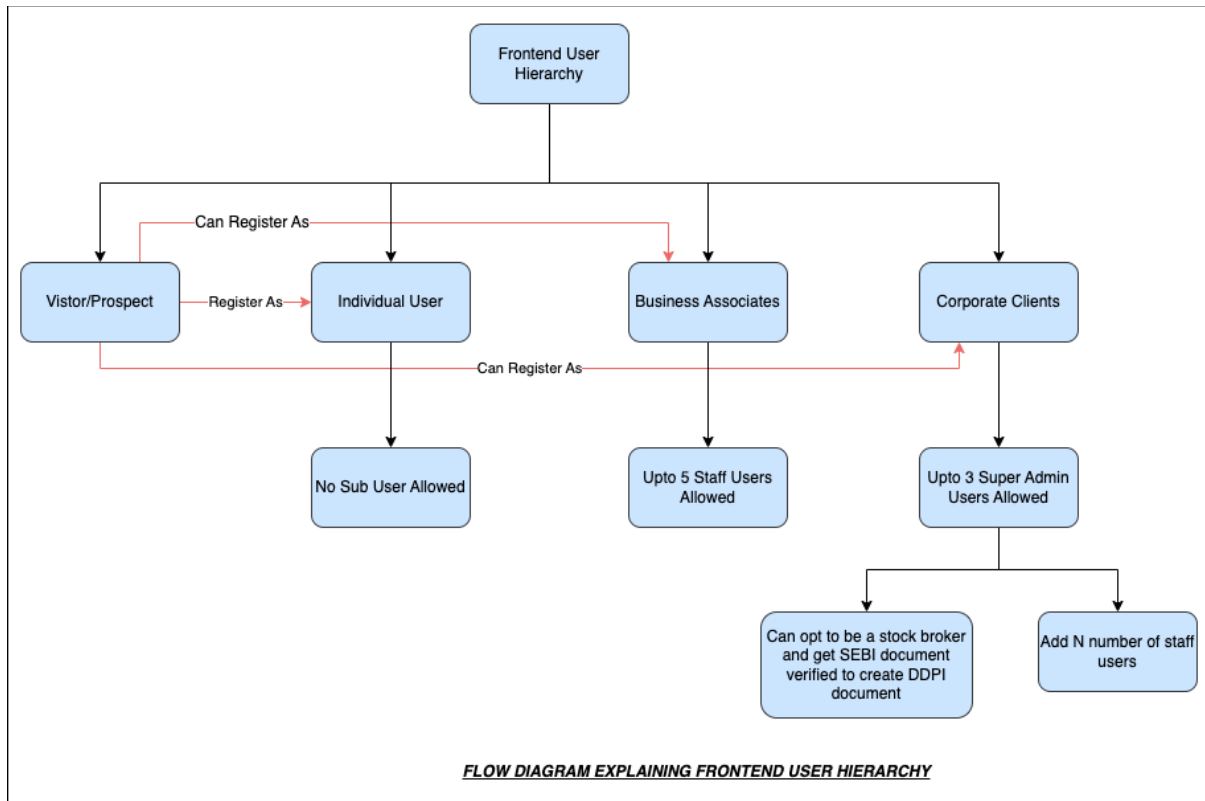 Frontend User
Hierarchy
Can Register As
Vistor/Prospect
Register As
Individual User
Business Associates
Corporate Clients
Can Register As
No Sub User Allowed
Upto 5 Staff Users
Allowed
Upto 3 Super Admin
Users Allowed
Can opt to be a stock broker
and get SEBI document
verified to create DDPI
document
Add N number of staff
users
FLOW DIAGRAM EXPLAINING FRONTEND USER HIERARCHY